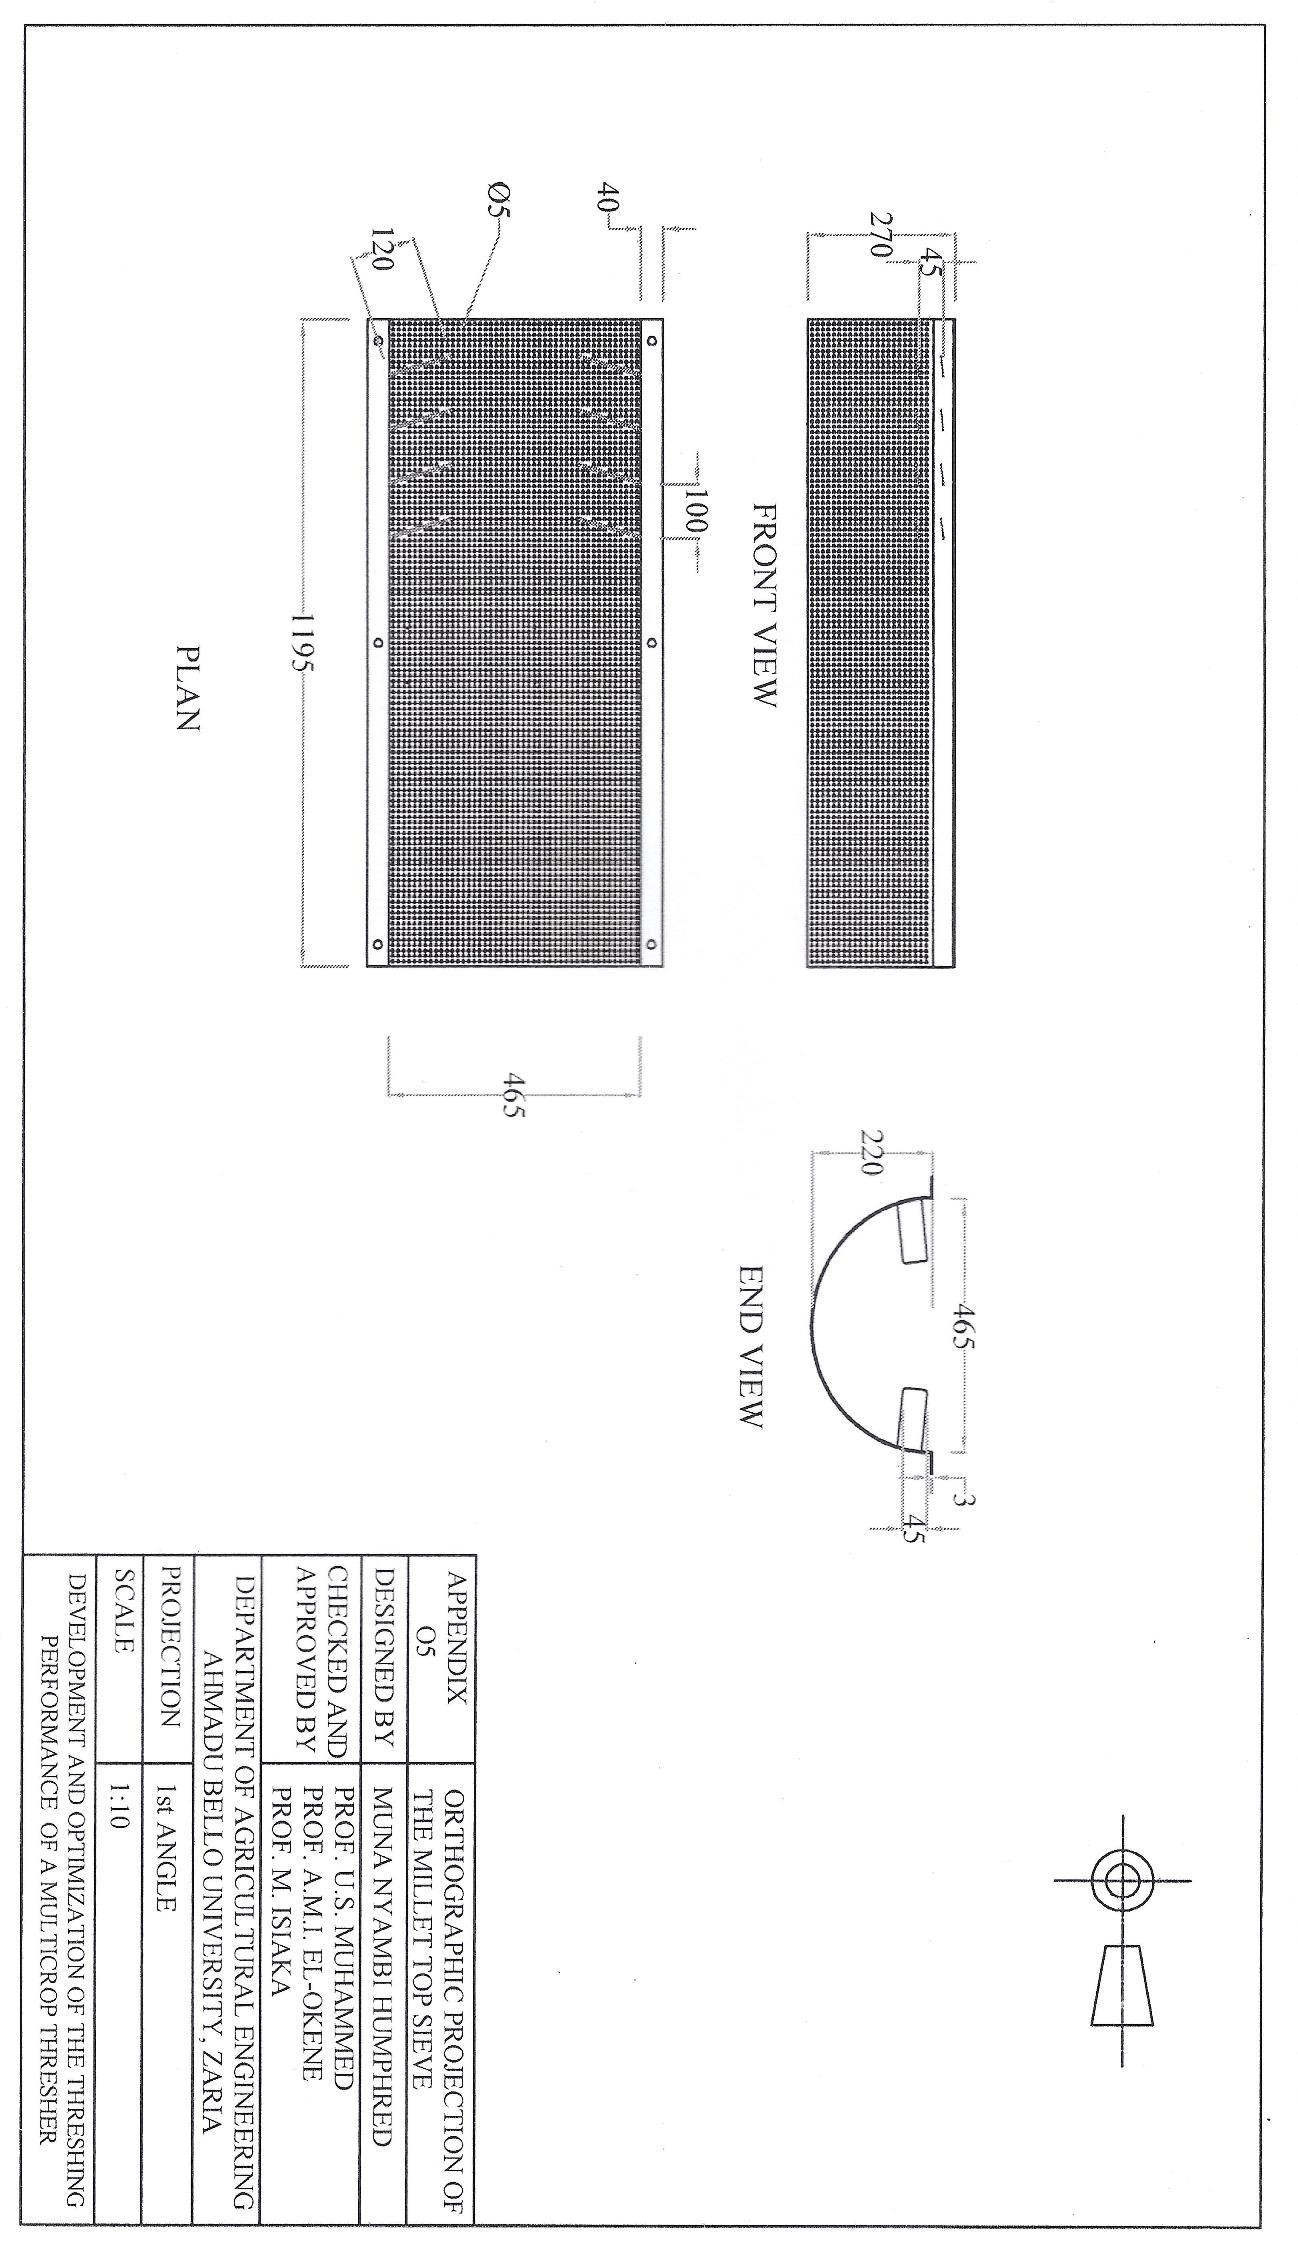 270
45
FRONT VIEW
220
465
3
45
END VIEW
40
Ø5
120
100
1195
465
PLAN
APPENDIX
O5
ORTHOGRAPHIC PROJECTION OF
THE MILLET TOP SIEVE
DESIGNED BY
MUNA NYAMBI HUMPHRED
CHECKED AND
APPROVED BY
PROF. U.S. MUHAMMED
PROF. A.M.I. EL-OKENE
PROF. M. ISIAKA
DEPARTMENT OF AGRICULTURAL ENGINEERING
AHMADU BELLO UNIVERSITY, ZARIA
PROJECTION
1st ANGLE
SCALE
1:10
DEVELOPMENT AND OPTIMIZATION OF THE THRESHING
PERFORMANCE OF A MULTICROP THRESHER